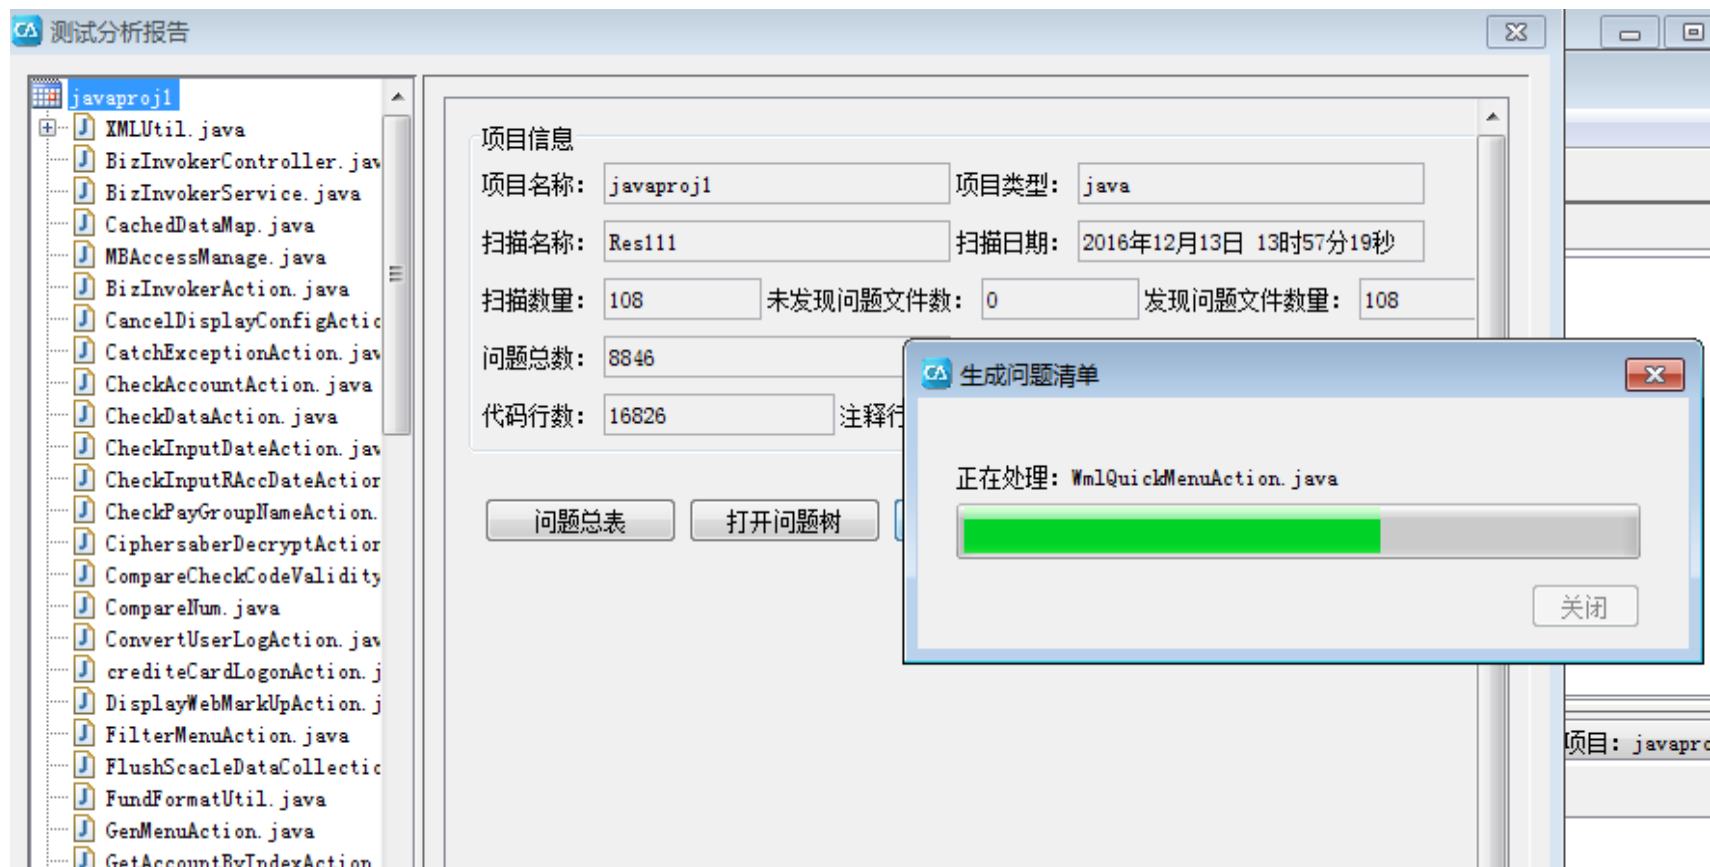 测试分析报告
javaproj1
XMLUtil.java
BizInvokerController.jav
BizInvokerService.java
CachedDataMap.java
MBAccessManage.java
BizInvokerAction.java
CancelDisplayConfigActic
CatchExceptionAction.jav
CheckAccountAction.java
CheckDataAction.java
CheckInputDateAction.jav
CheckInputRAccDateAction
CheckPayGroupNameAction.
CiphersaberDecryptAction
CompareCheckCodeValidity
CompareNum.java
ConvertUserLogAction.jav
crediteCardLogonAction.j
DisplayWebMarkUpAction.j
FilterMenuAction.java
FlushScacleDataCollectic
FundFormatUtil.java
GenMenuAction.java
GetAccountByIndexAction
项目信息
项目名称: javaproj1 项目类型: java
扫描名称: Res111 扫描日期: 2016年12月13日 13时57分19秒
扫描数量: 108 未发现问题文件数: 0 发现问题文件数量: 108
问题总数: 8846
代码行数: 16826 注释行
问题总表 打开问题树
生成问题清单
正在处理: WmlQuickMenuAction.java
关闭
项目: javapro